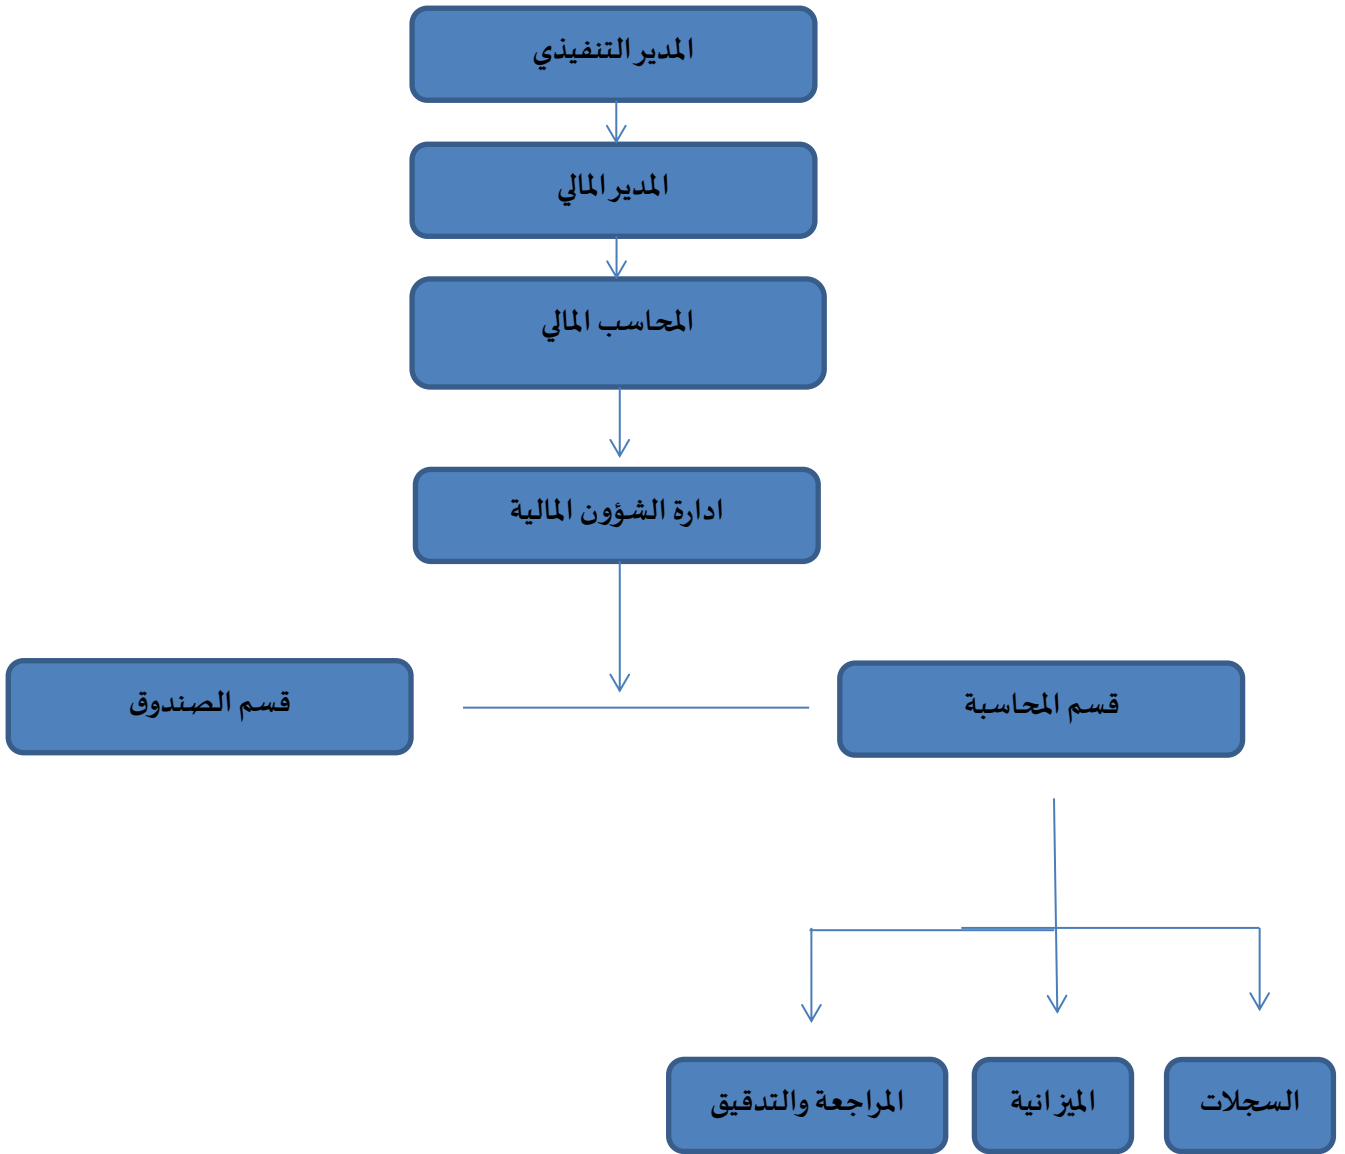 المدير التنفيذي
المدير المالي
المحاسب المالي
ادارة الشؤون المالية
قسم المحاسبة
قسم الصندوق
السجلات
الميزانية
المراجعة والتدقيق